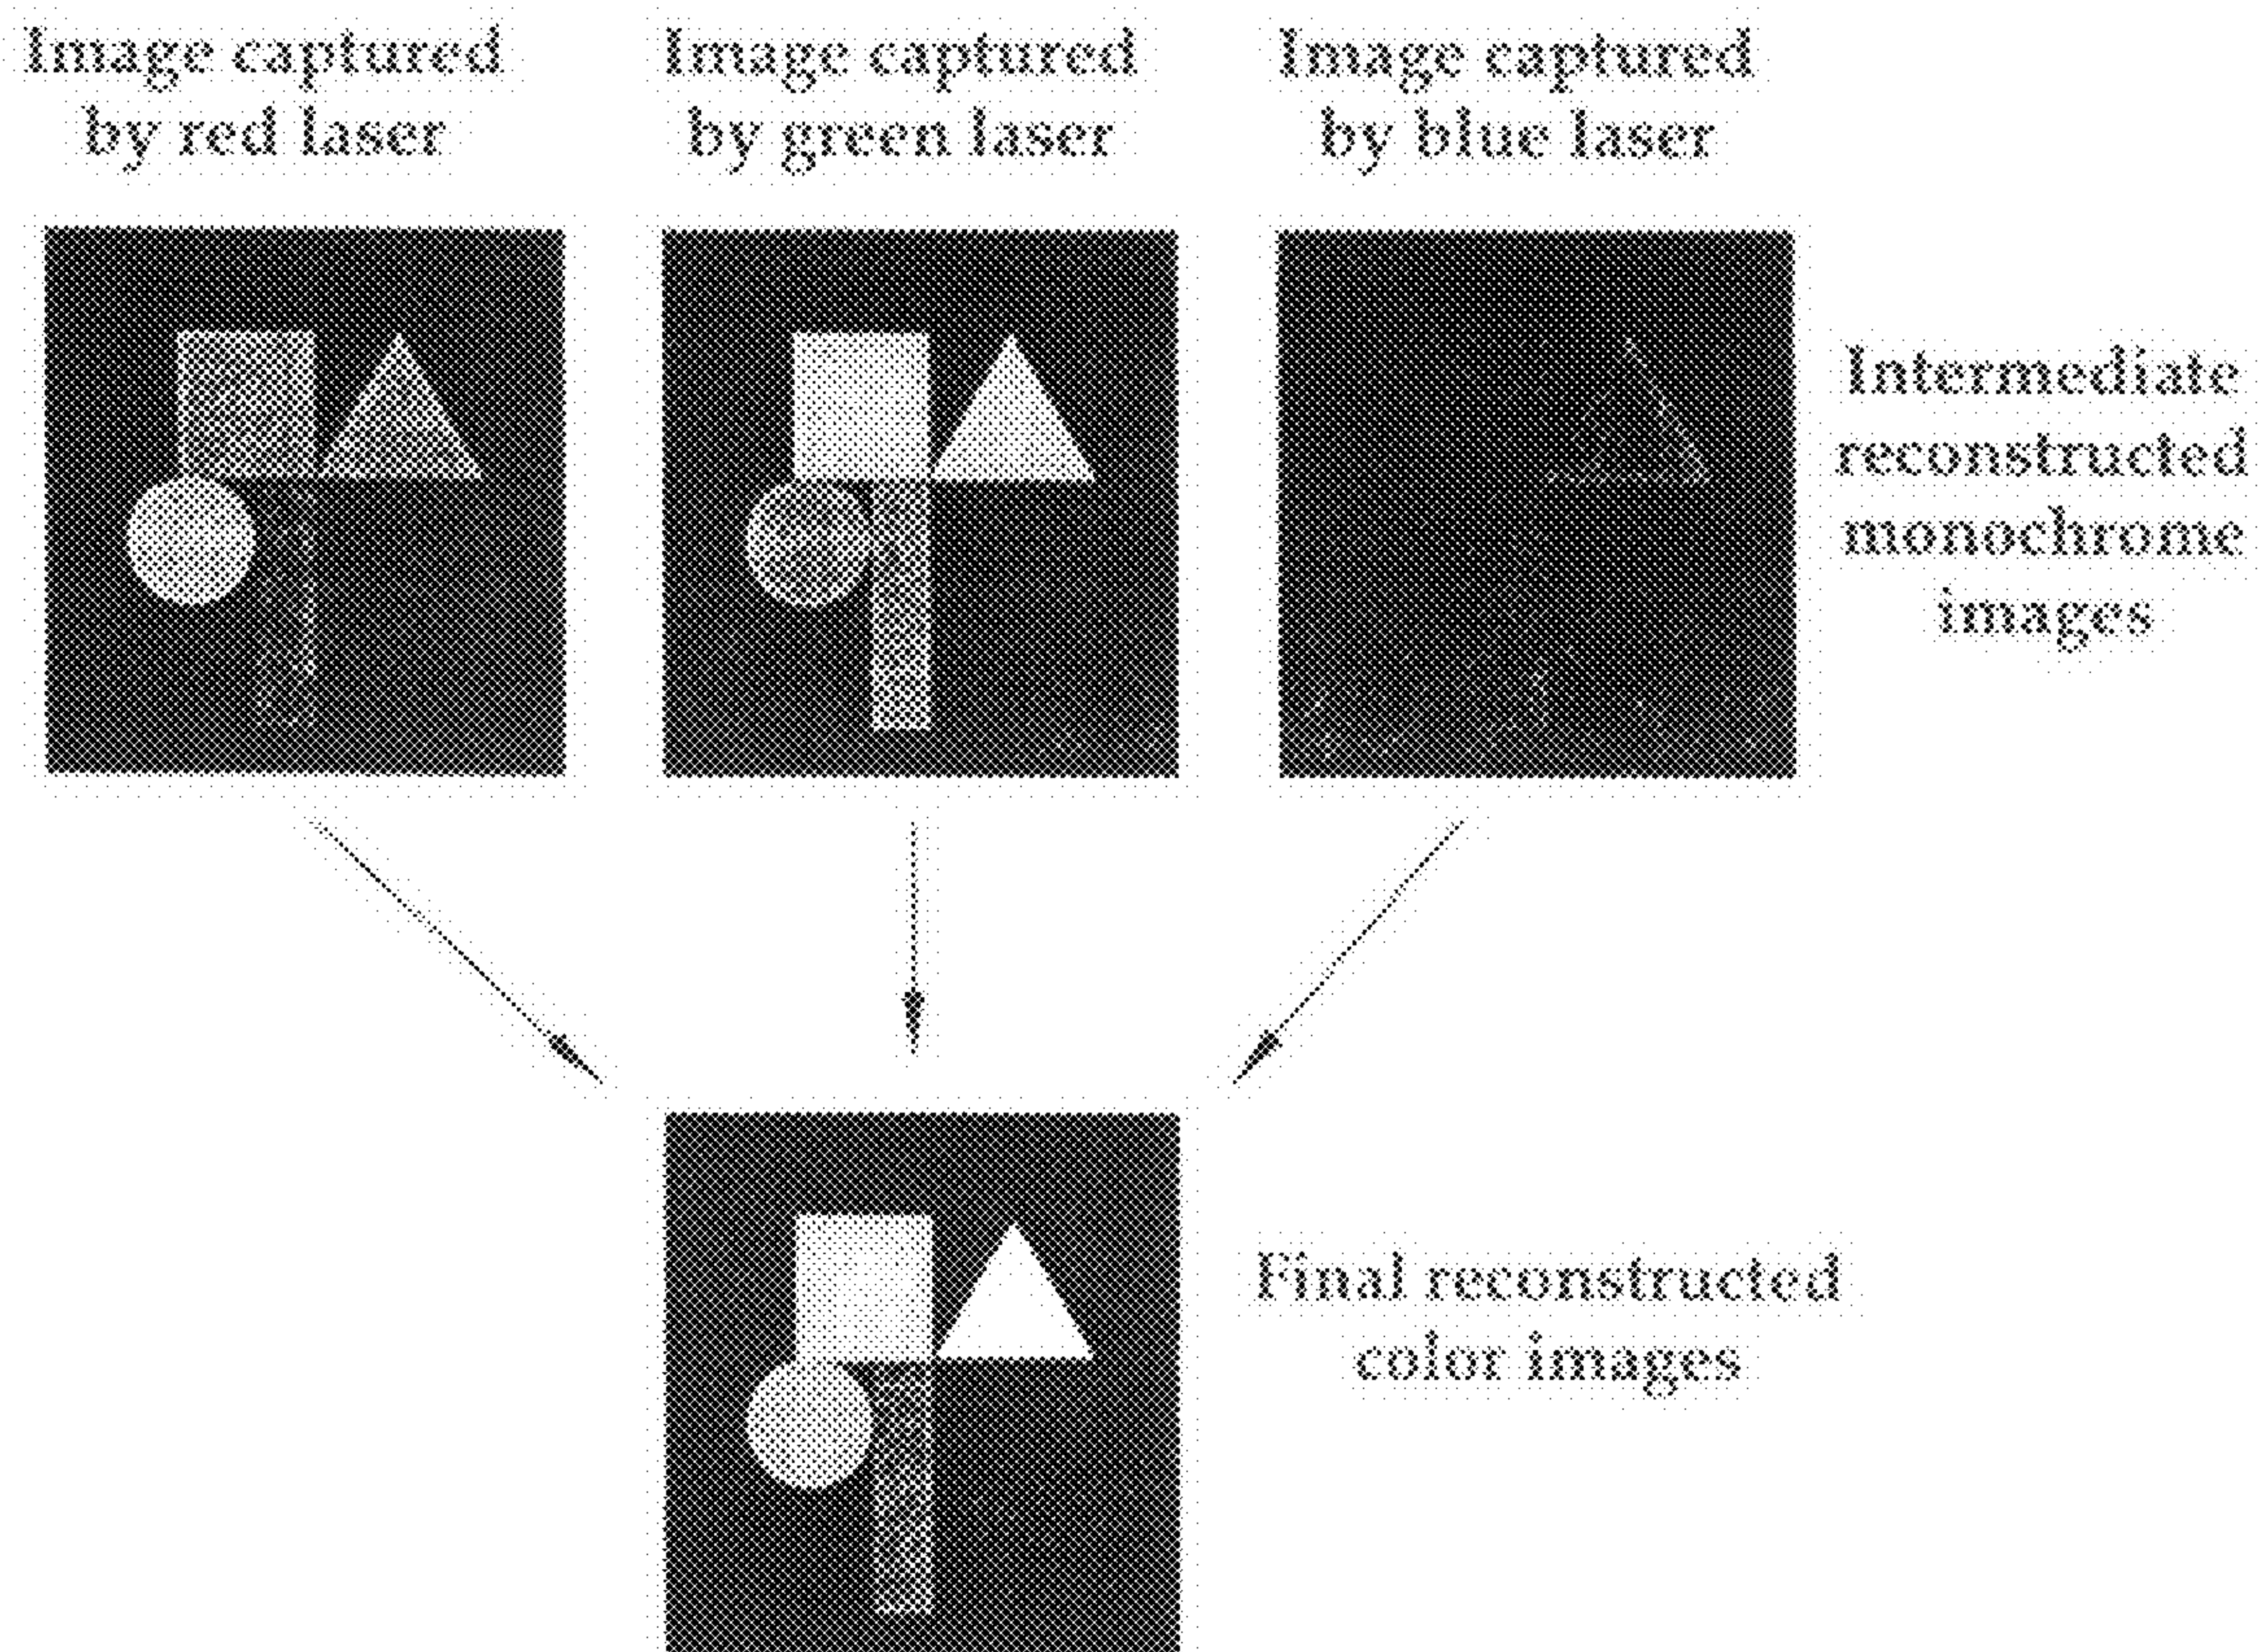 Image captured
by red laser
Image captured
by green laser
Image captured
by blue laser
Intermediate
reconstructed
monochrome
images
Final reconstructed
color images